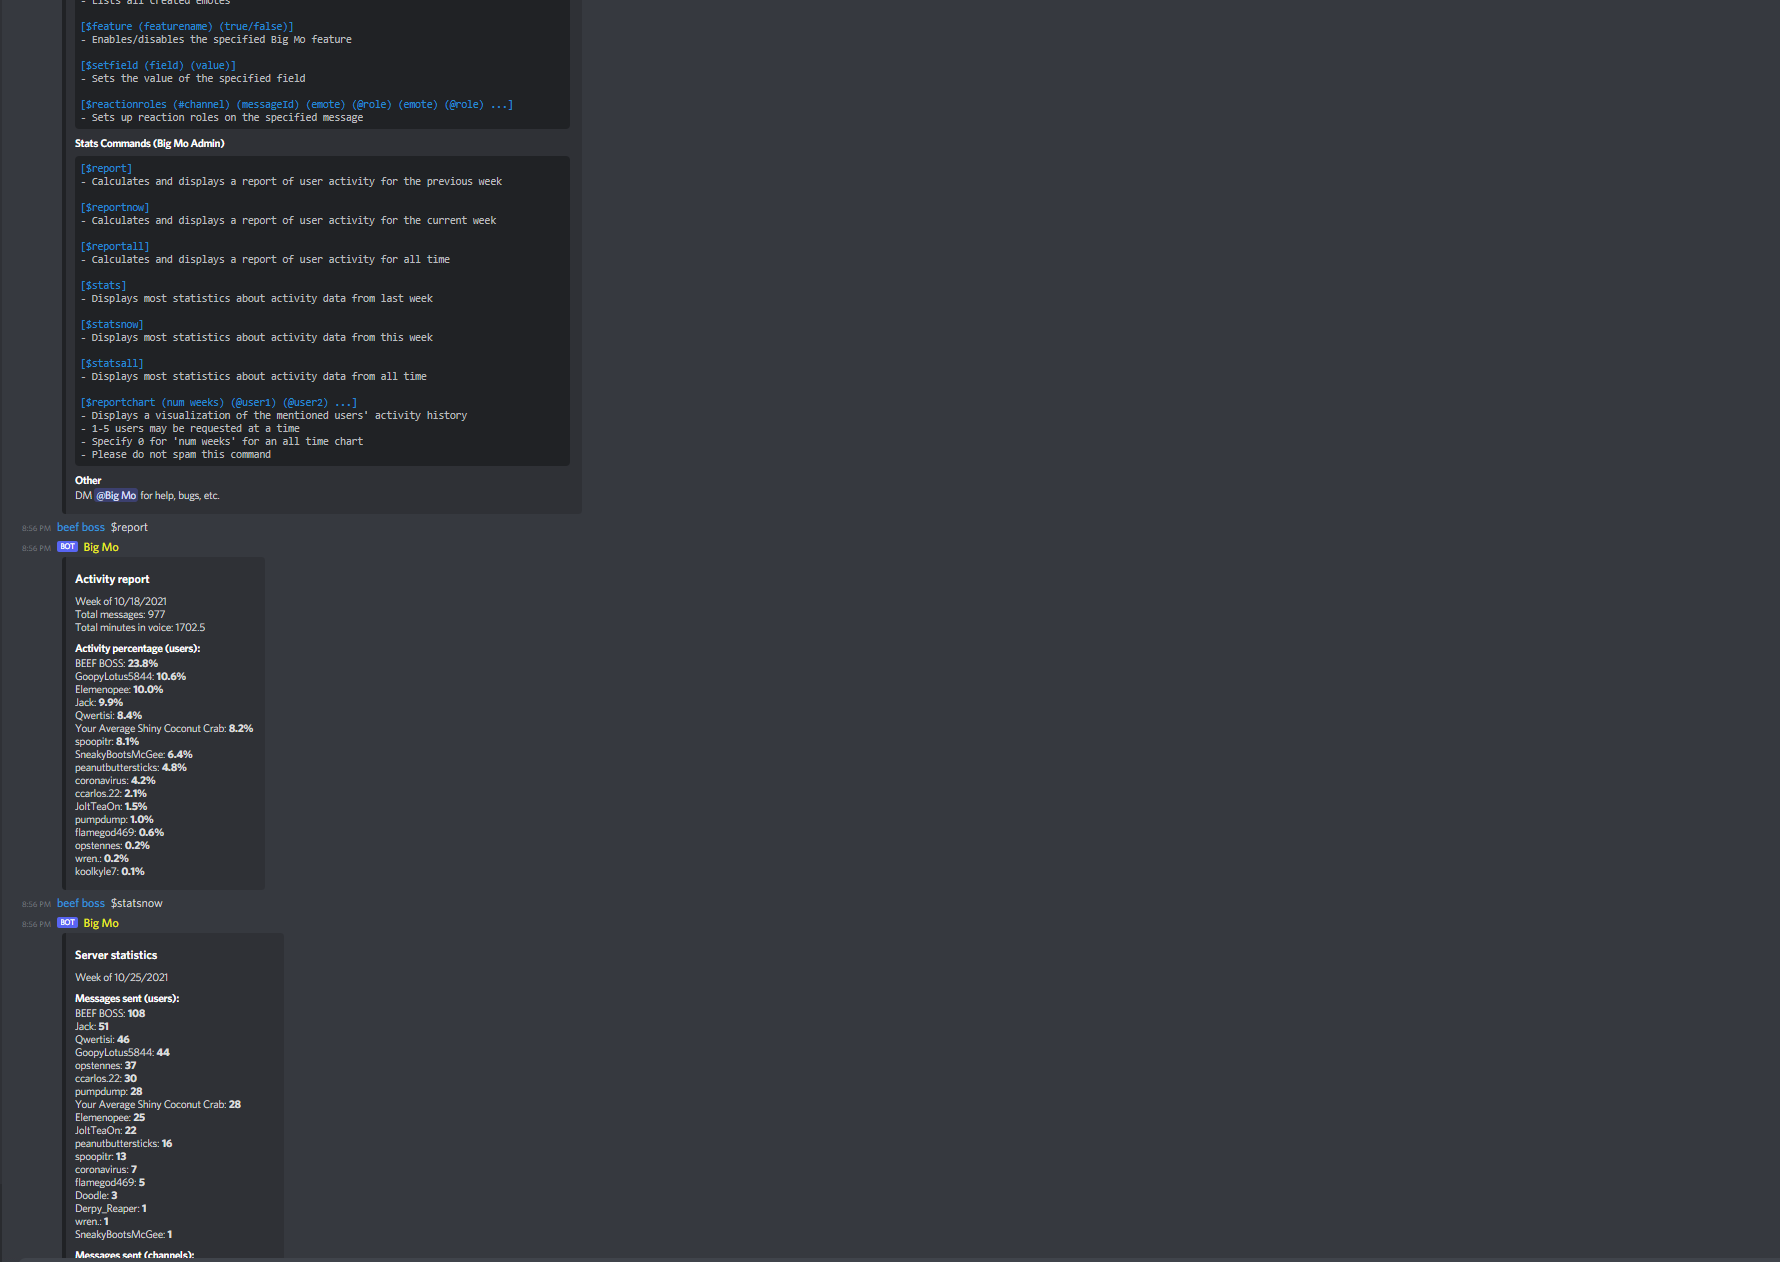 - Lists all created emotes
[$feature (featurename) (true/false)]
- Enables/disables the specified Big Mo feature
[$setfield (field) (value)]
- Sets the value of the specified field
[$reactionroles (#channel) (messageId) (emote) (@role) (emote) (@role) ...]
- Sets up reaction roles on the specified message
Stats Commands (Big Mo Admin)
[$report]
- Calculates and displays a report of user activity for the previous week
[$reportnow]
- Calculates and displays a report of user activity for the current week
[$reportall]
- Calculates and displays a report of user activity for all time
[$stats]
- Displays most statistics about activity data from last week
[$statsnow]
- Displays most statistics about activity data from this week
[$statsall]
- Displays most statistics about activity data from all time
[$reportchart (num weeks) (@user1) (@user2) ...]
- Displays a visualization of the mentioned users' activity history
- 1-5 users may be requested at a time
- Specify 0 for 'num weeks' for an all time chart
- Please do not spam this command
Other
DM @Big Mo for help, bugs, etc.
8:56 PM beef boss $report
8:56 PM BOT Big Mo
Activity report
Week of 10/18/2021
Total messages: 977
Total minutes in voice: 1702.5
Activity percentage (users):
BEEF BOSS: 23.8%
GoopyLotus5844: 10.6%
Elemenopee: 10.0%
Jack: 9.9%
Qwertisi: 8.4%
Your Average Shiny Coconut Crab: 8.2%
spoopitr: 8.1%
SneakyBootsMcGee: 6.4%
peanutbuttersticks: 4.8%
coronavirus: 4.2%
ccarlos.22: 2.1%
JoltTeaOn: 1.5%
pumpdump: 1.0%
flamegod469: 0.6%
opstennes: 0.2%
wren.: 0.2%
koolkyle7: 0.1%
8:56 PM beef boss $statsnow
8:56 PM BOT Big Mo
Server statistics
Week of 10/25/2021
Messages sent (users):
BEEF BOSS: 108
Jack: 51
Qwertisi: 46
GoopyLotus5844: 44
opstennes: 37
ccarlos.22: 30
pumpdump: 28
Your Average Shiny Coconut Crab: 28
Elemenopee: 25
JoltTeaOn: 22
peanutbuttersticks: 16
spoopitr: 13
coronavirus: 7
flamegod469: 5
Doodle: 3
Derpy_Reaper: 1
wren.: 1
SneakyBootsMcGee: 1
Messages sent (channels):